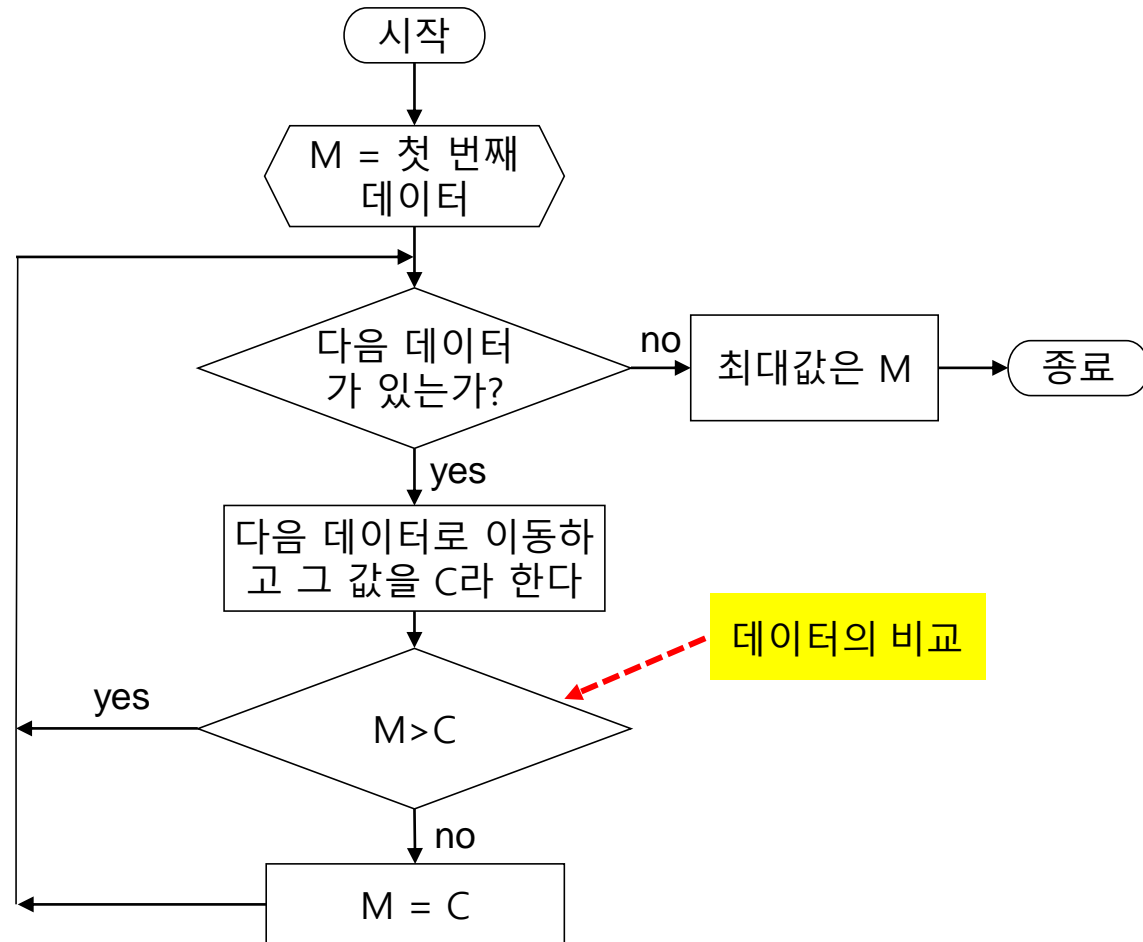 시작
M = 첫 번째
데이터
다음 데이터
가 있는가?
no
최대값은 M
종료
yes
다음 데이터로 이동하
고 그 값을 C라 한다
데이터의 비교
yes
M>C
no
M = C